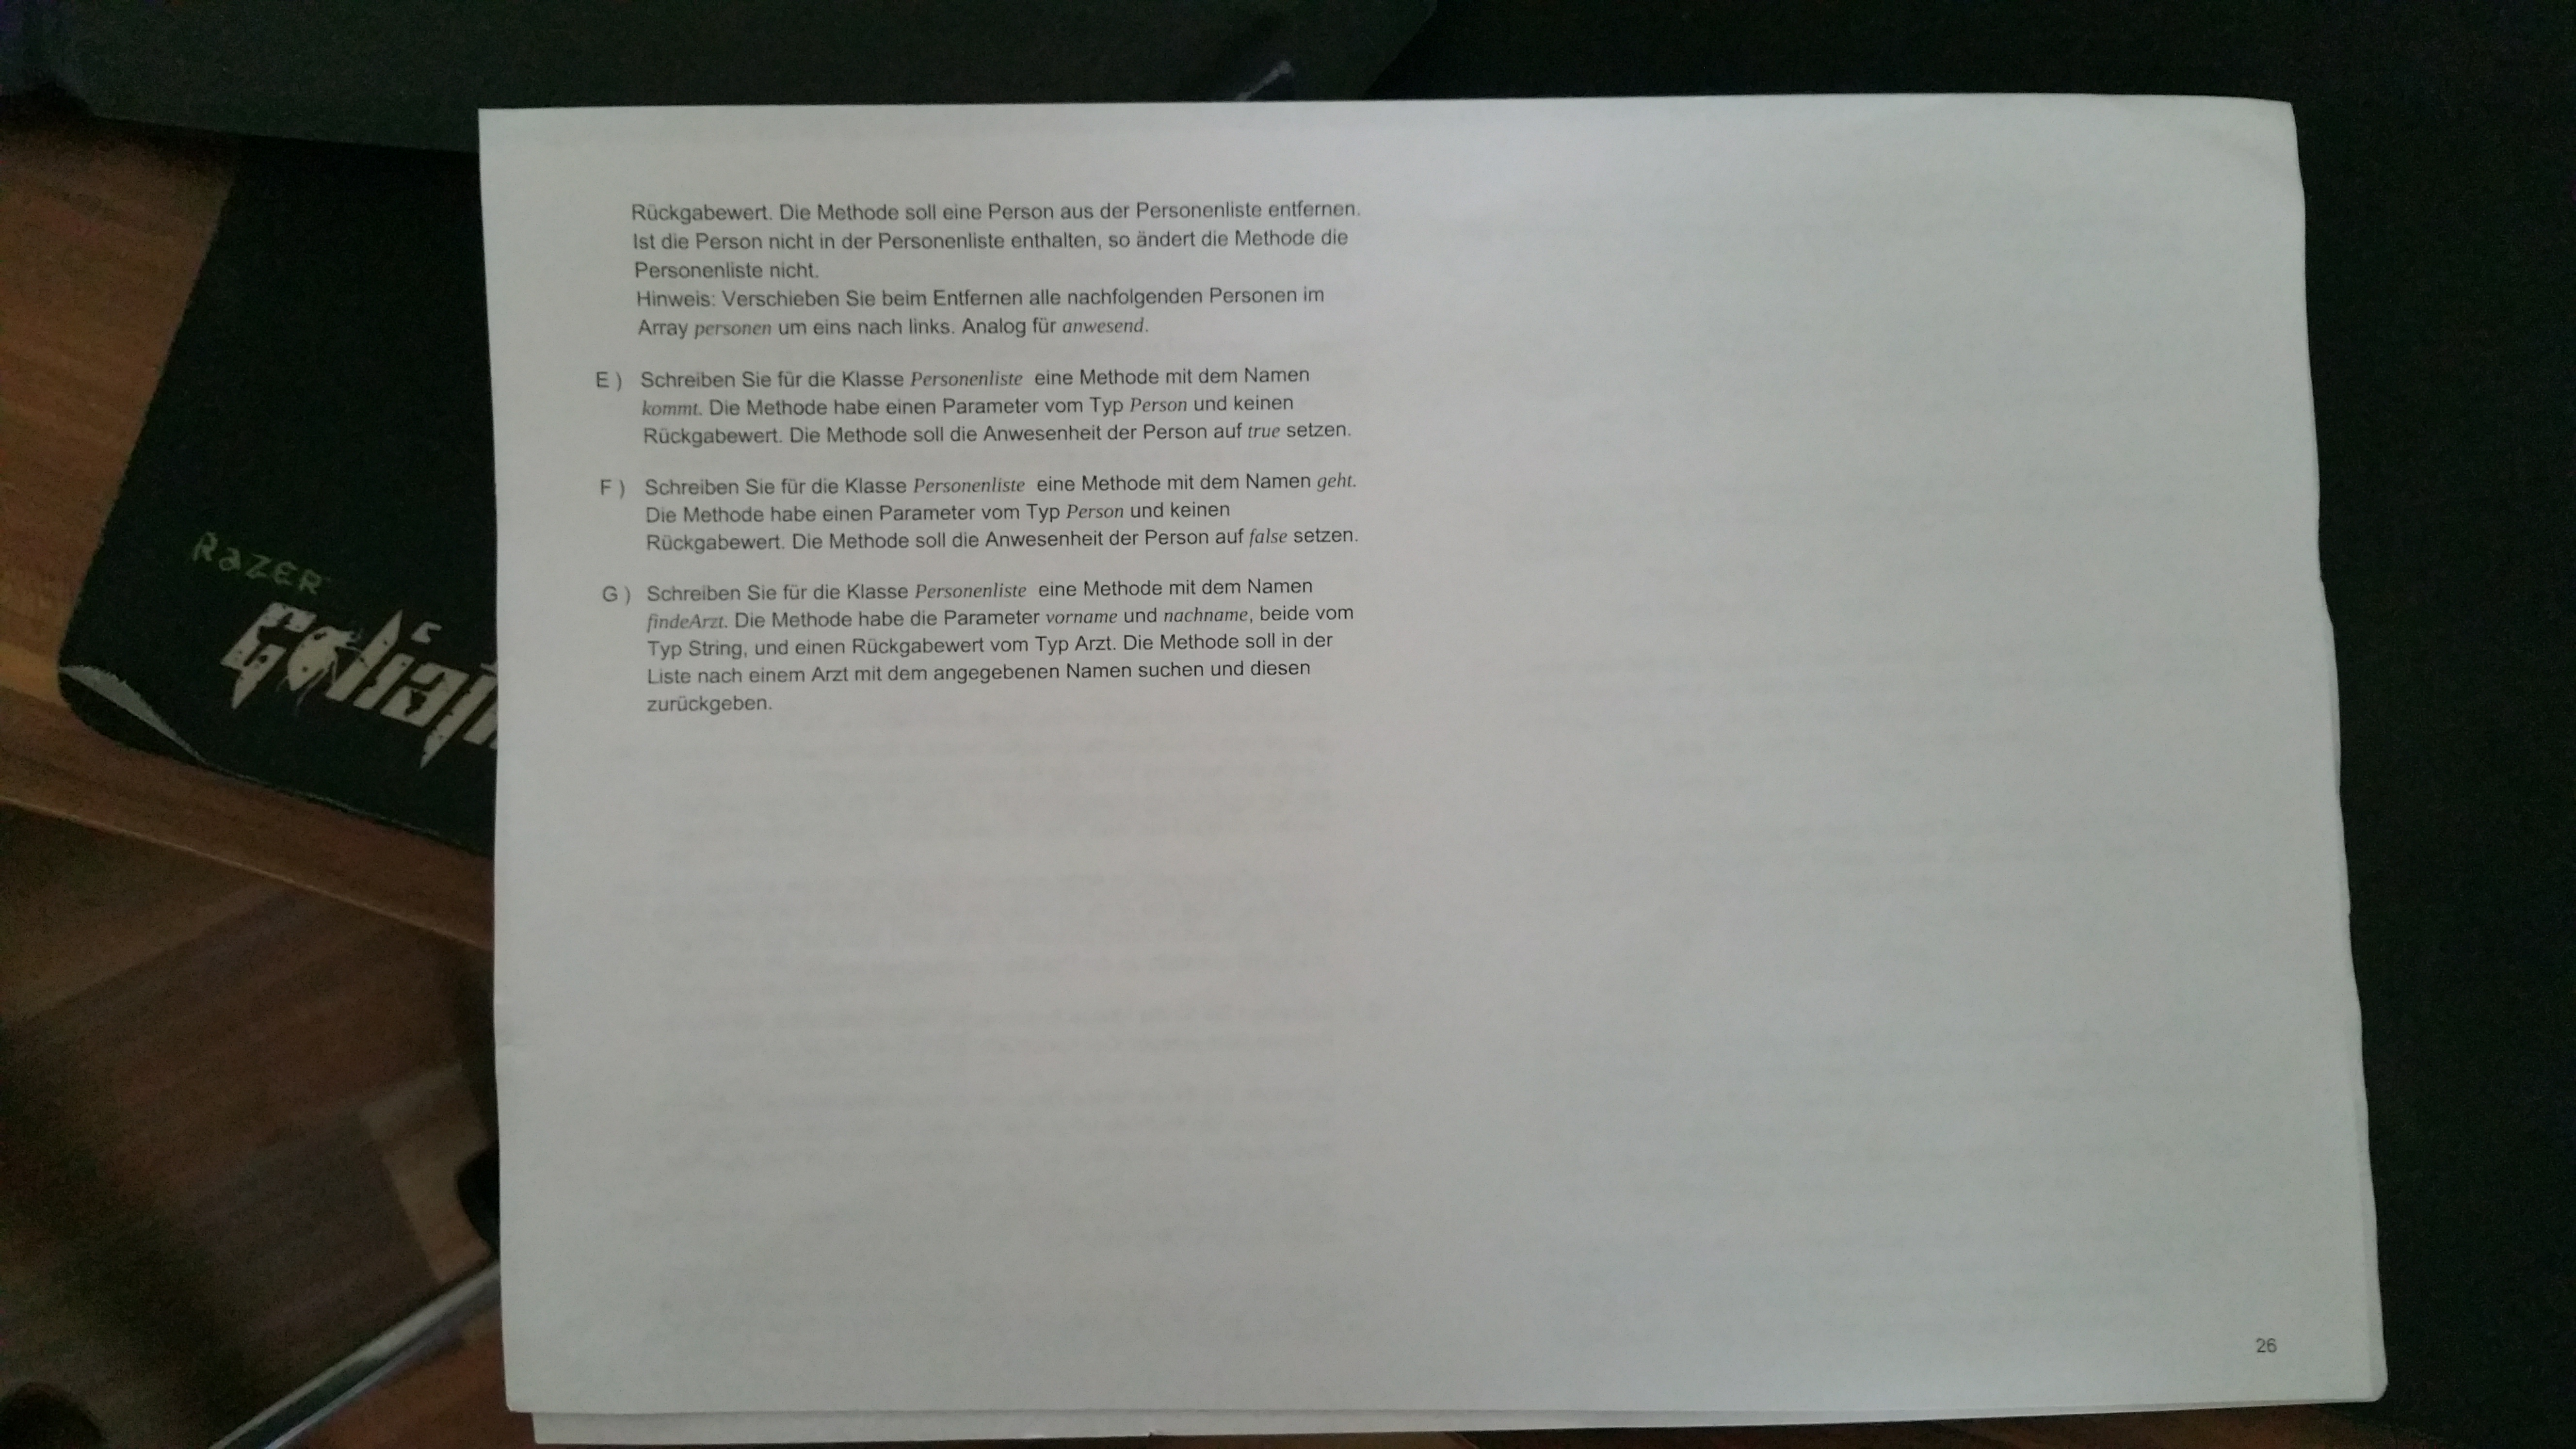 Rückgabewert. Die Methode soll eine Person aus der Personenliste entfernen.
Ist die Person nicht in der Personenliste enthalten, so ändert die Methode die
Personenliste nicht.
Hinweis: Verschieben Sie beim Entfernen alle nachfolgenden Personen im
Array personen um eins nach links. Analog für anwesend.
E ) Schreiben Sie für die Klasse Personenliste eine Methode mit dem Namen
kommt. Die Methode habe einen Parameter vom Typ Person und keinen
Rückgabewert. Die Methode soll die Anwesenheit der Person auf true setzen.
F ) Schreiben Sie für die Klasse Personenliste eine Methode mit dem Namen geht.
Die Methode habe einen Parameter vom Typ Person und keinen
Rückgabewert. Die Methode soll die Anwesenheit der Person auf false setzen.
G ) Schreiben Sie für die Klasse Personenliste eine Methode mit dem Namen
findeArzt. Die Methode habe die Parameter vorname und nachname, beide vom
Typ String, und einen Rückgabewert vom Typ Arzt. Die Methode soll in der
Liste nach einem Arzt mit dem angegebenen Namen suchen und diesen
zurückgeben.
26
RAZER